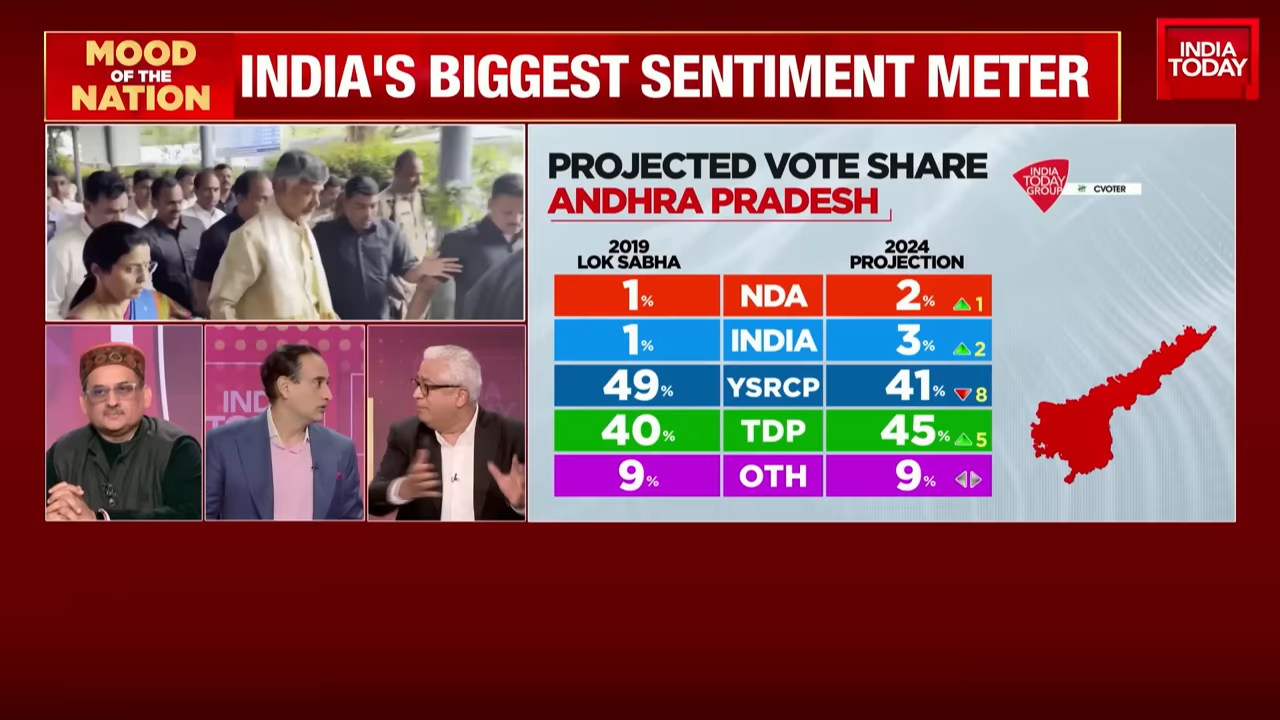 MOOD
OF THE
NATION
INDIA'S BIGGEST SENTIMENT METER
INDIA
TODAY
PROJECTED VOTE SHARE
ANDHRA PRADESH
INDIA
TODAY
GROUP
CVOTER
2019
LOK SABHA
2024
PROJECTION
1% NDA 2% 1
1% INDIA 3% 2
49% YSRCP 41% 8
40% TDP 45% 5
9% OTH 9%